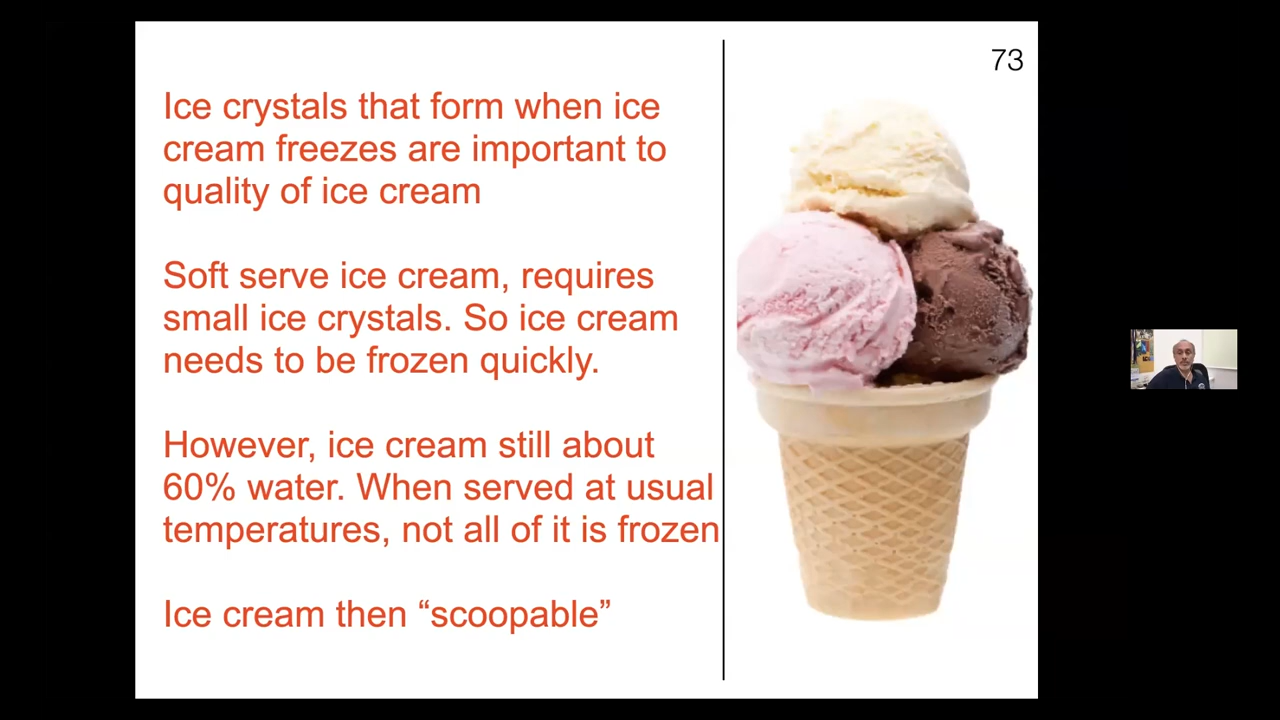 73
Ice crystals that form when ice
cream freezes are important to
quality of ice cream
Soft serve ice cream, requires
small ice crystals. So ice cream
needs to be frozen quickly.
However, ice cream still about
60% water. When served at usual
temperatures, not all of it is frozen
Ice cream then “scoopable”